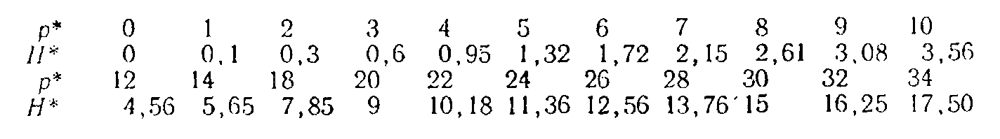 p* 0 1 2 3 4 5 6 7 8 9 10
H* 0 0,1 0,3 0,6 0,95 1,32 1,72 2,15 2,61 3,08 3,56
p* 12 14 18 20 22 24 26 28 30 32 34
H* 4,56 5,65 7,85 9 10,18 11,36 12,56 13,76 15 16,25 17,50